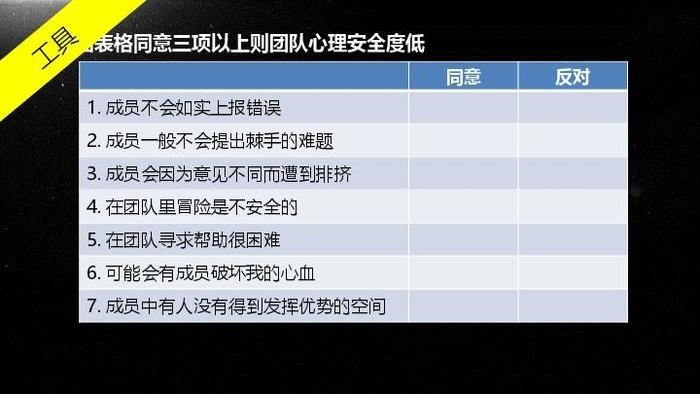 工具
表格同意三项以上则团队心理安全度低
同意 反对
1. 成员不会如实上报错误
2. 成员一般不会提出棘手的难题
3. 成员会因为意见不同而遭到排挤
4. 在团队里冒险是不安全的
5. 在团队寻求帮助很困难
6. 可能会有成员破坏我的心血
7. 成员中有人没有得到发挥优势的空间